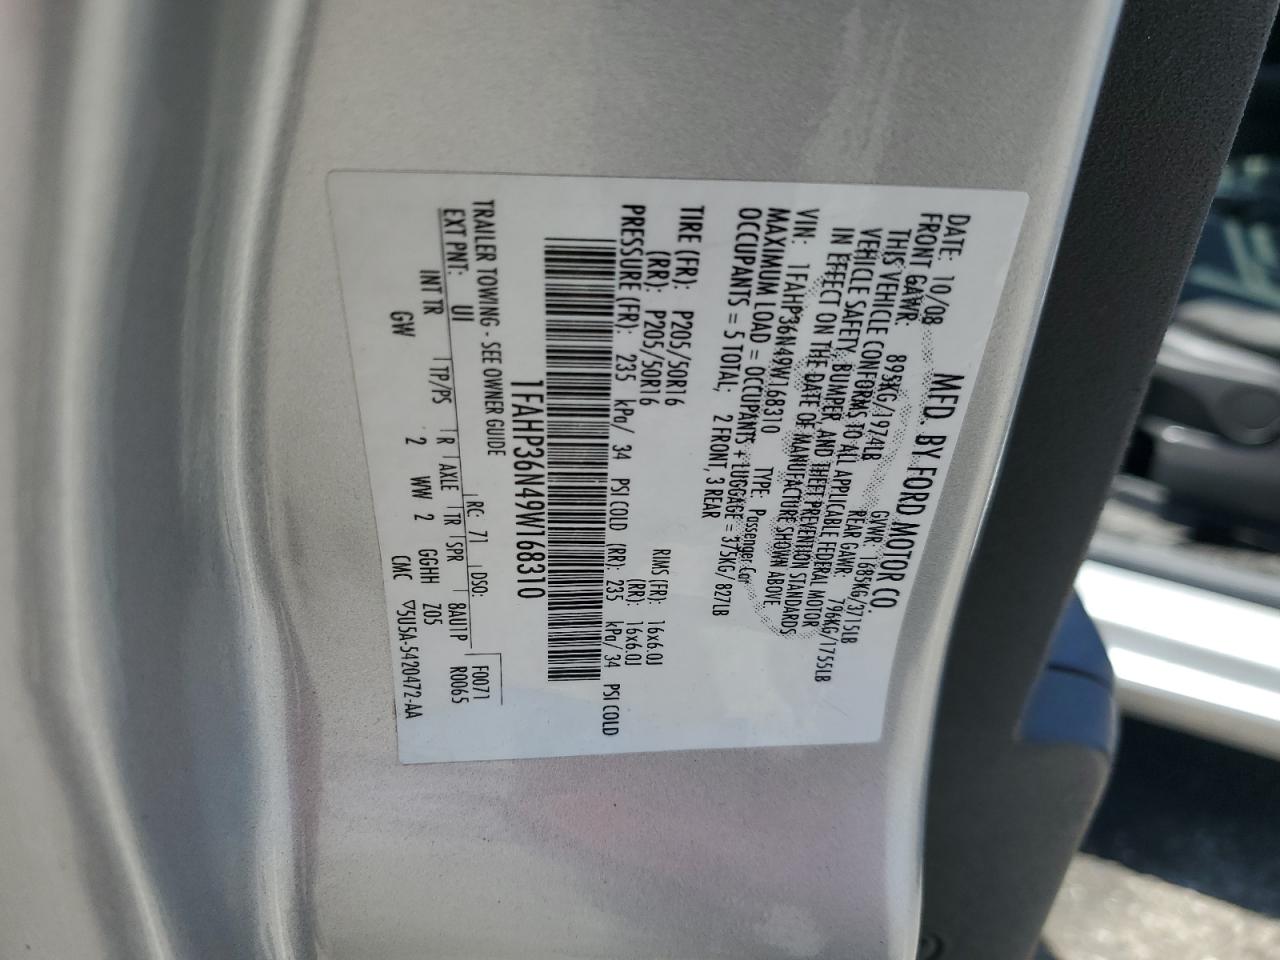 MFD. BY FORD MOTOR CO.
DATE: 10/08 GVWR: 1685KG/3715LB
FRONT GAWR: 895KG/1974LB REAR GAWR: 796KG/1755LB
THIS VEHICLE CONFORMS TO ALL APPLICABLE FEDERAL MOTOR
VEHICLE SAFETY, BUMPER, AND THEFT PREVENTION STANDARDS
IN EFFECT ON THE DATE OF MANUFACTURE SHOWN ABOVE.
VIN: 1FAHP36N49W168310 TYPE: Passenger Car
MAXIMUM LOAD = OCCUPANTS + LUGGAGE = 375KG/ 827LB
OCCUPANTS = 5 TOTAL; 2 FRONT, 3 REAR
TIRE (FR): P205/50R16 RIMS (FR): 16x6.0J
(RR): P205/50R16 (RR): 16x6.0J
PRESSURE (FR): 235 kPa/ 34 PSI COLD (RR): 235 kPa/ 34 PSI COLD
1FAHP36N49W168310
TRAILER TOWING - SEE OWNER GUIDE
F0071
EXT PNT: UI RC: 71 DSO: R0065
INT TR TP/PS R AXLE TR SPR 8AU1P
GW 2 WW 2 GGHH Z05
CMC ▽5U5A-5420472-AA